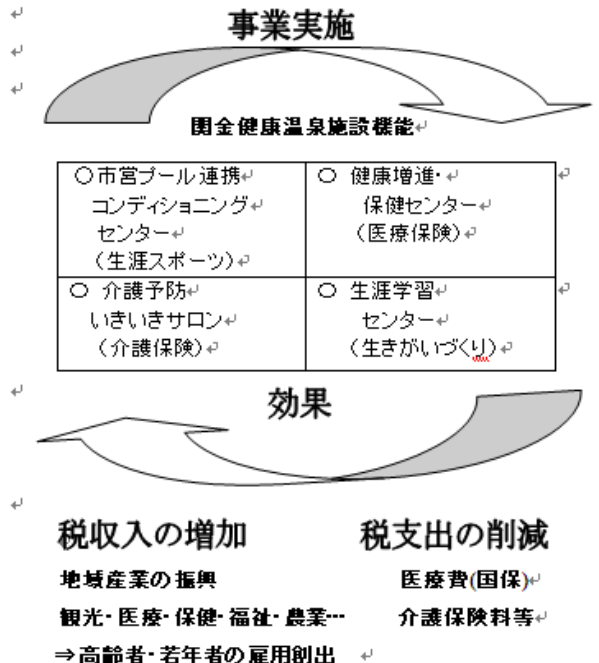 事業実施
関金健康温泉施設機能
○市営プール連携
コンディショニング
センター
(生涯スポーツ)
○ 健康増進・
保健センター
(医療保険)
○ 介護予防
いきいきサロン
(介護保険)
○ 生涯学習
センター
(生きがいづくり)
効果
税収入の増加
地域産業の振興
観光・医療・保健・福祉・農業…
⇒高齢者・若年者の雇用創出
税支出の削減
医療費(国保)
介護保険料等